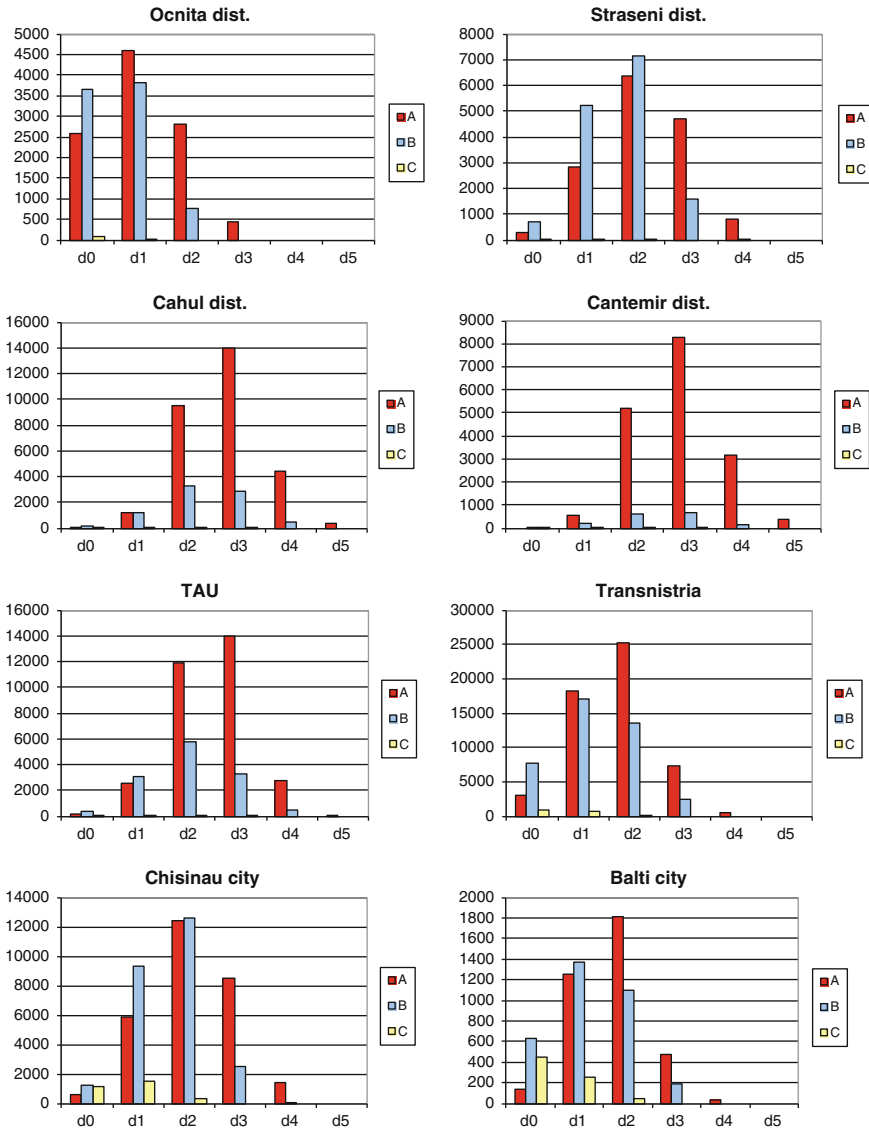 Ocnita dist.
5000
4500
4000
3500
3000
2500
2000
1500
1000
500
0
d0 d1 d2 d3 d4 d5
A
B
C
Straseni dist.
8000
7000
6000
5000
4000
3000
2000
1000
0
d0 d1 d2 d3 d4 d5
A
B
C
Cahul dist.
16000
14000
12000
10000
8000
6000
4000
2000
0
d0 d1 d2 d3 d4 d5
A
B
C
Cantemir dist.
9000
8000
7000
6000
5000
4000
3000
2000
1000
0
d0 d1 d2 d3 d4 d5
A
B
C
TAU
16000
14000
12000
10000
8000
6000
4000
2000
0
d0 d1 d2 d3 d4 d5
A
B
C
Transnistria
30000
25000
20000
15000
10000
5000
0
d0 d1 d2 d3 d4 d5
A
B
C
Chisinau city
14000
12000
10000
8000
6000
4000
2000
0
d0 d1 d2 d3 d4 d5
A
B
C
Balti city
2000
1800
1600
1400
1200
1000
800
600
400
200
0
d0 d1 d2 d3 d4 d5
A
B
C